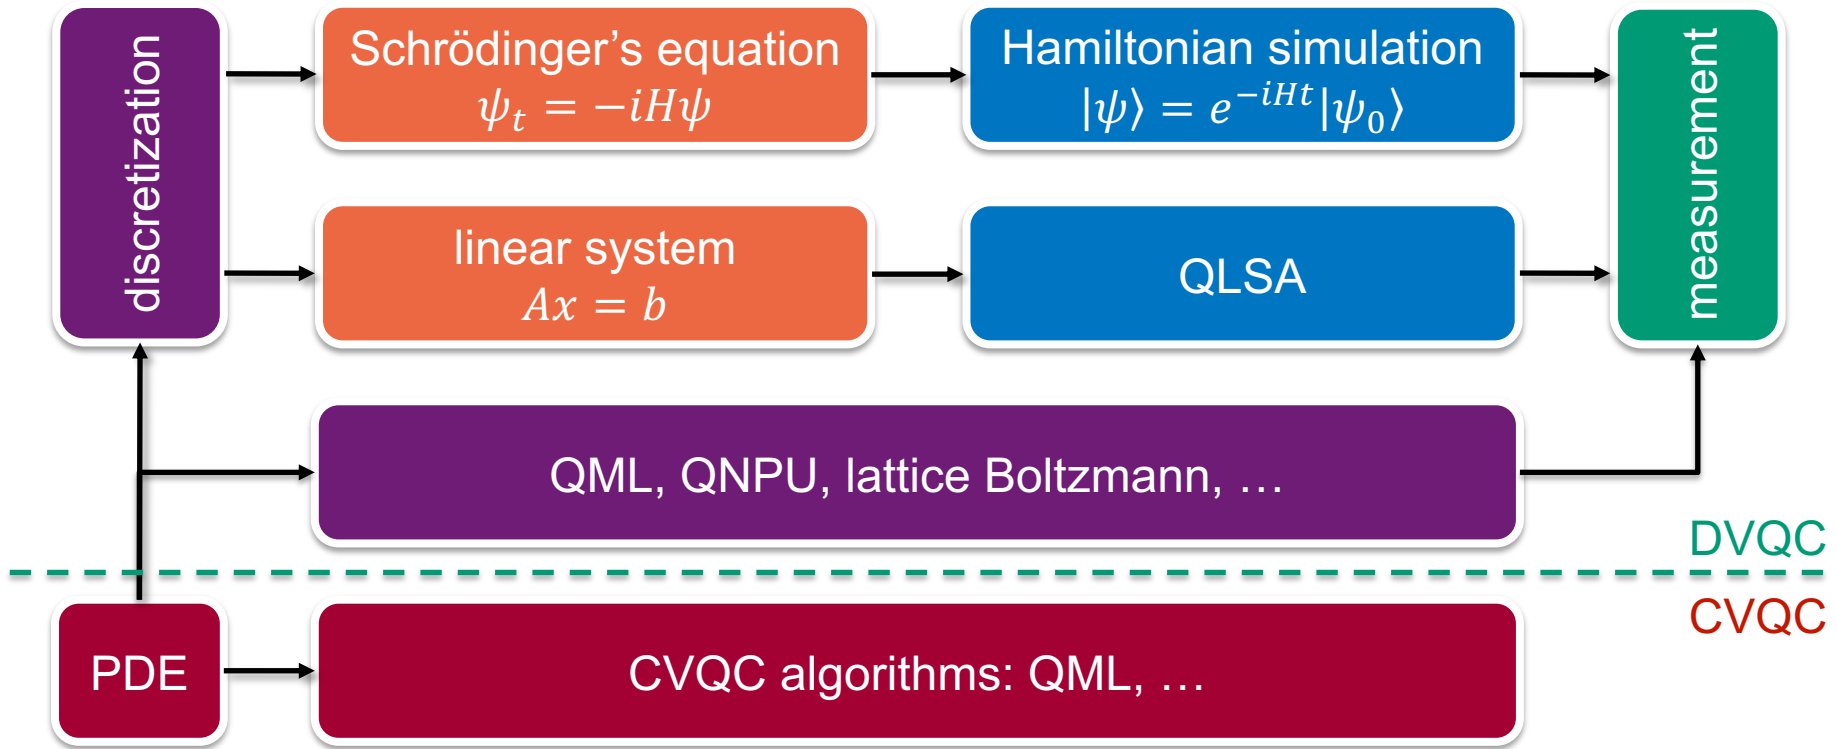 discretization
Schrödinger’s equation
ψ_t = −iHψ
Hamiltonian simulation
|ψ⟩ = e^{−iHt}|ψ_0⟩
measurement
linear system
Ax = b
QLSA
QML, QNPU, lattice Boltzmann, …
DVQC
CVQC
PDE
CVQC algorithms: QML, …